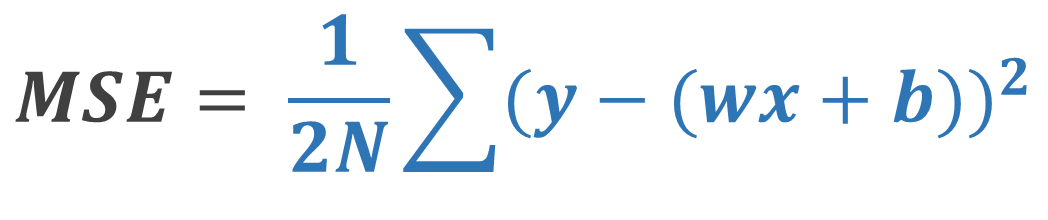 MSE = 1/2N ∑(y − (wx + b))²